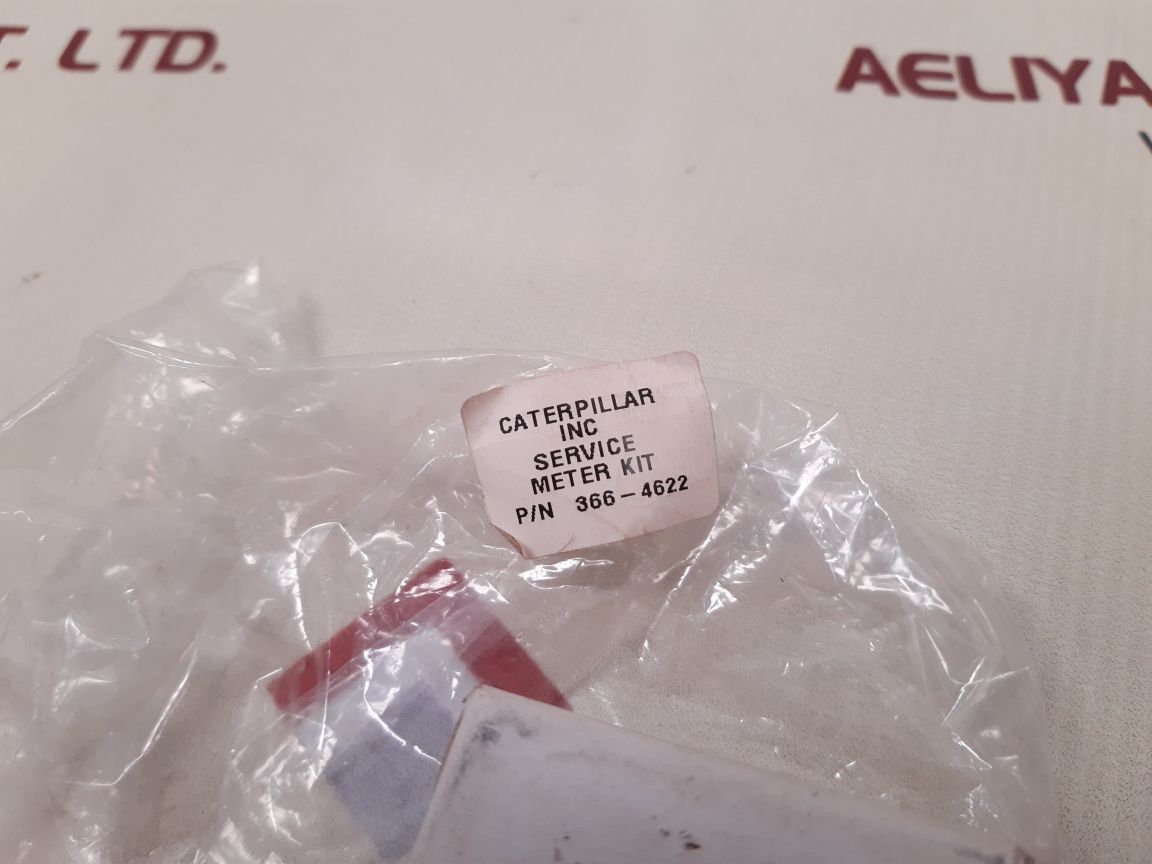 T. LTD.
AELIYA
CATERPILLAR
INC
SERVICE
METER KIT
P/N 366-4622